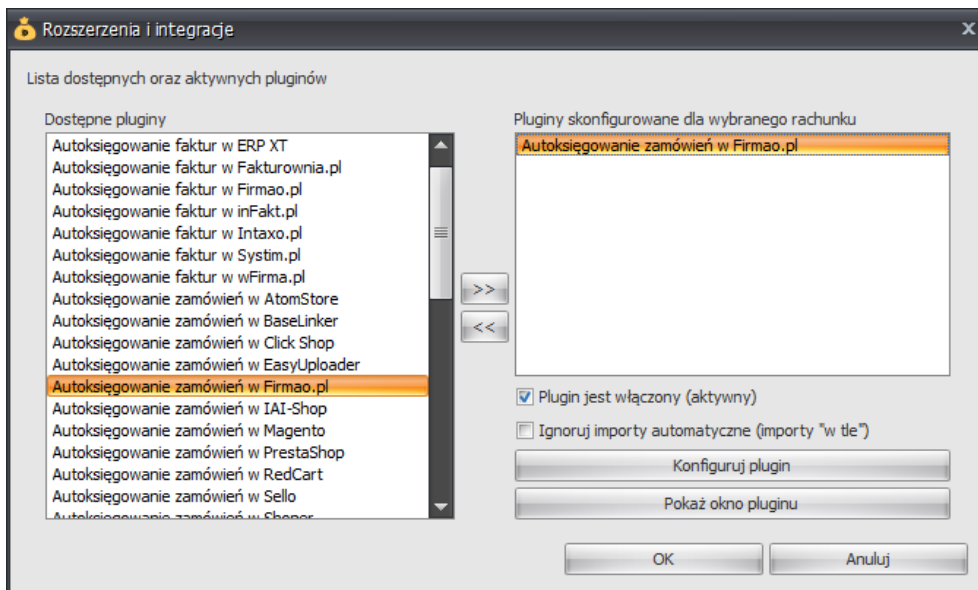 Rozszerzenia i integracje
x
Lista dostępnych oraz aktywnych pluginów
Dostępne pluginy
Autoksięgowanie faktur w ERP XT
Autoksięgowanie faktur w Fakturownia.pl
Autoksięgowanie faktur w Firmao.pl
Autoksięgowanie faktur w inFakt.pl
Autoksięgowanie faktur w Intaxo.pl
Autoksięgowanie faktur w Systim.pl
Autoksięgowanie faktur w wFirma.pl
Autoksięgowanie zamówień w AtomStore
Autoksięgowanie zamówień w BaseLinker
Autoksięgowanie zamówień w Click Shop
Autoksięgowanie zamówień w EasyUploader
Autoksięgowanie zamówień w Firmao.pl
Autoksięgowanie zamówień w IAI-Shop
Autoksięgowanie zamówień w Magento
Autoksięgowanie zamówień w PrestaShop
Autoksięgowanie zamówień w RedCart
Autoksięgowanie zamówień w Sello
Autoksięgowanie zamówień w Shoper
>>
<<
Pluginy skonfigurowane dla wybranego rachunku
Autoksięgowanie zamówień w Firmao.pl
Plugin jest włączony (aktywny)
Ignoruj importy automatyczne (importy "w tle")
Konfiguruj plugin
Pokaż okno pluginu
OK
Anuluj